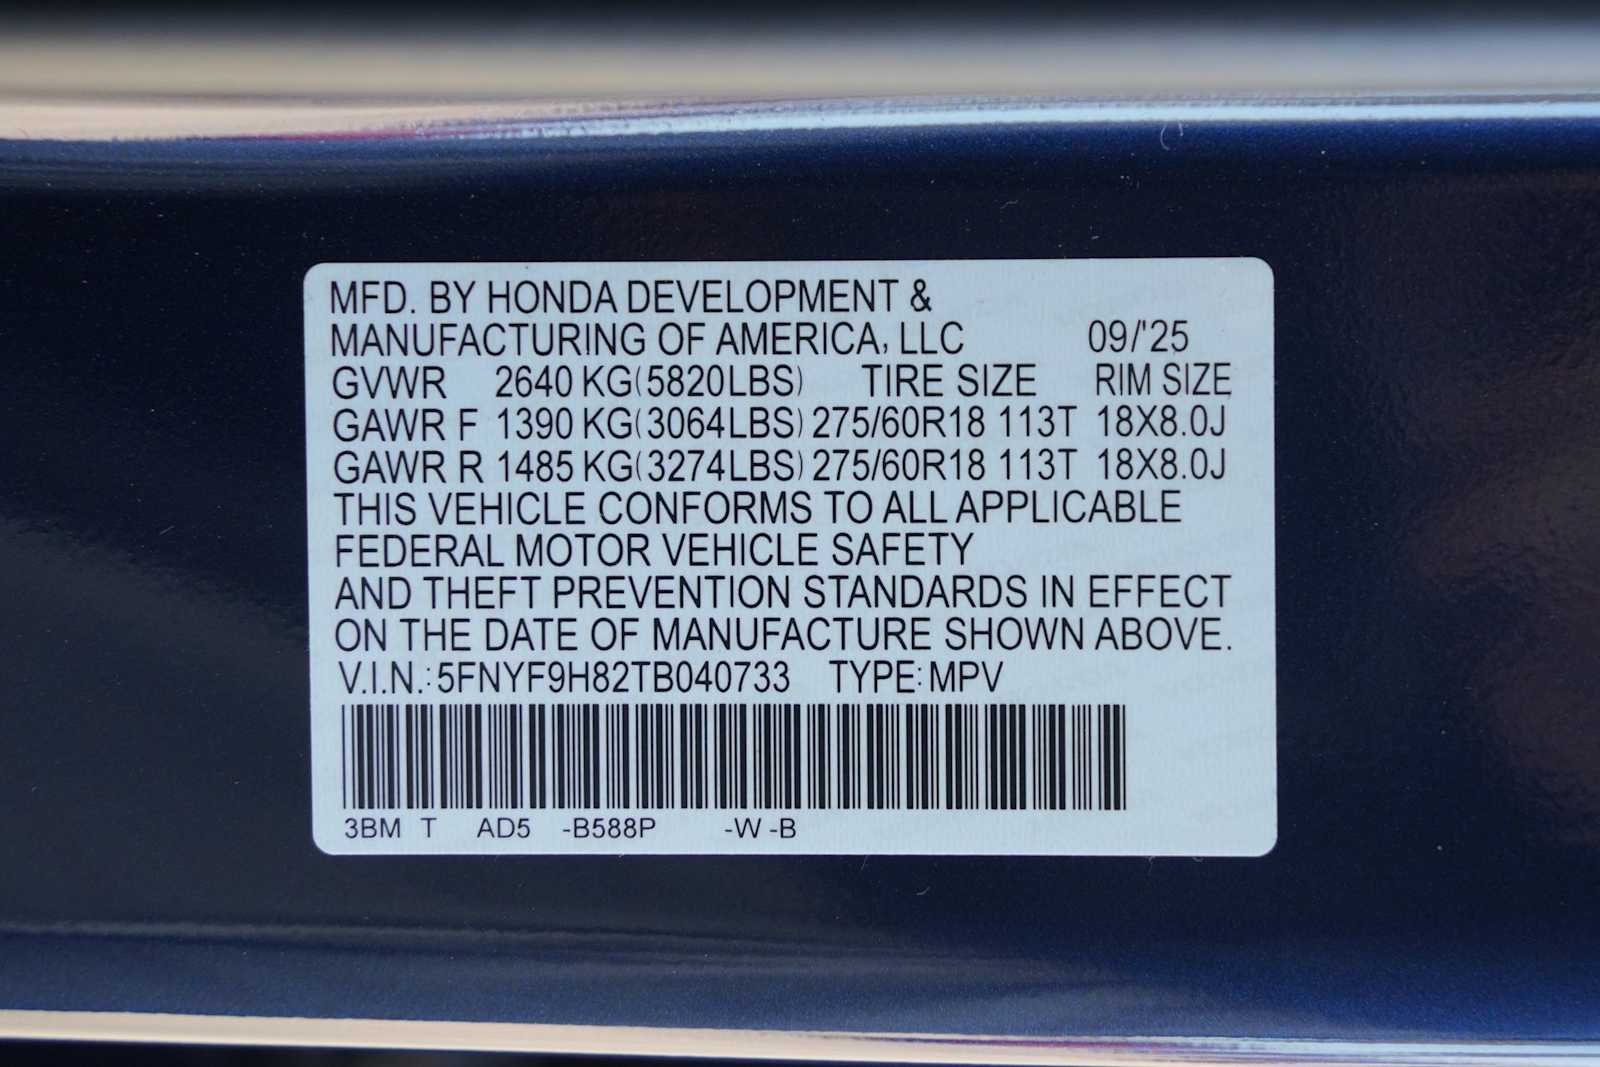 MFD. BY HONDA DEVELOPMENT &
MANUFACTURING OF AMERICA, LLC 09/'25
GVWR 2640 KG(5820LBS) TIRE SIZE RIM SIZE
GAWR F 1390 KG(3064LBS) 275/60R18 113T 18X8.0J
GAWR R 1485 KG(3274LBS) 275/60R18 113T 18X8.0J
THIS VEHICLE CONFORMS TO ALL APPLICABLE
FEDERAL MOTOR VEHICLE SAFETY
AND THEFT PREVENTION STANDARDS IN EFFECT
ON THE DATE OF MANUFACTURE SHOWN ABOVE.
V.I.N.: 5FNYF9H82TB040733 TYPE: MPV
3BM T AD5 -B588P -W -B